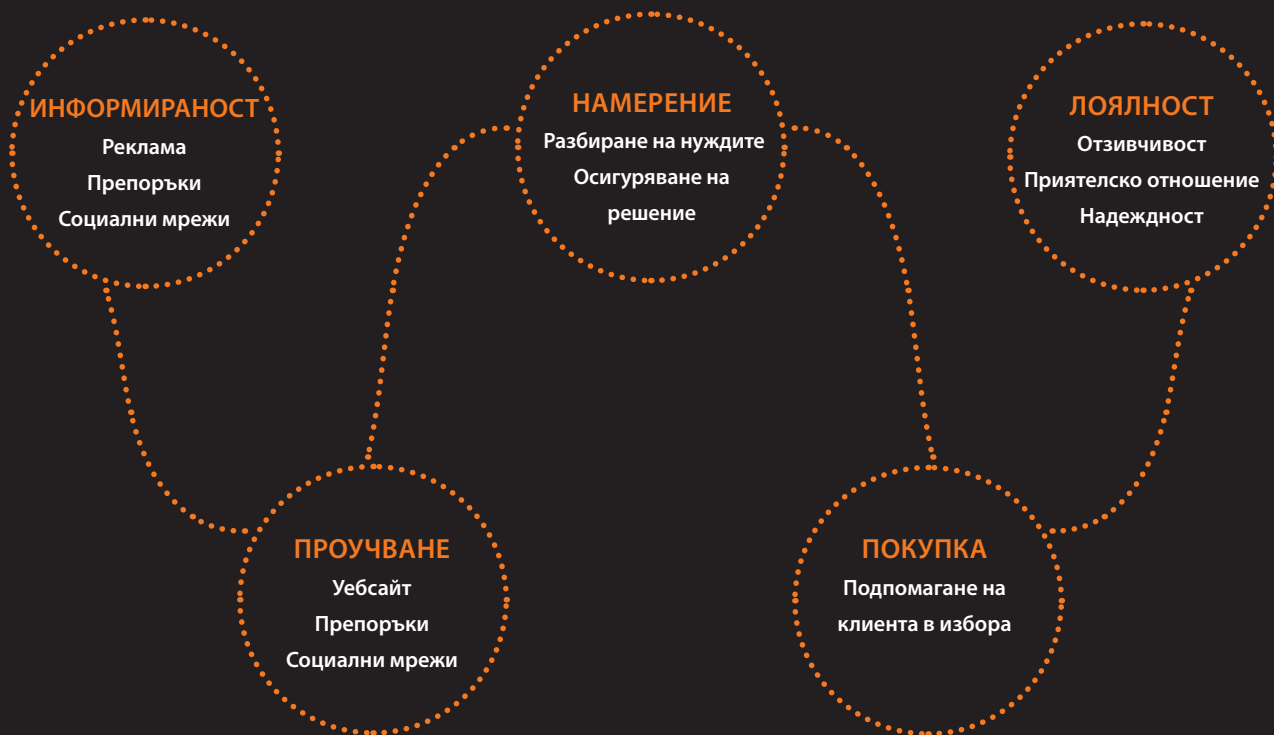 ИНФОРМИРАНОСТ
Реклама
Препоръки
Социални мрежи
ПРОУЧВАНЕ
Уебсайт
Препоръки
Социални мрежи
НАМЕРЕНИЕ
Разбиране на нуждите
Осигуряване на
решение
ПОКУПКА
Подпомагане на
клиента в избора
ЛОЯЛНОСТ
Отзивчивост
Приятелско отношение
Надеждност